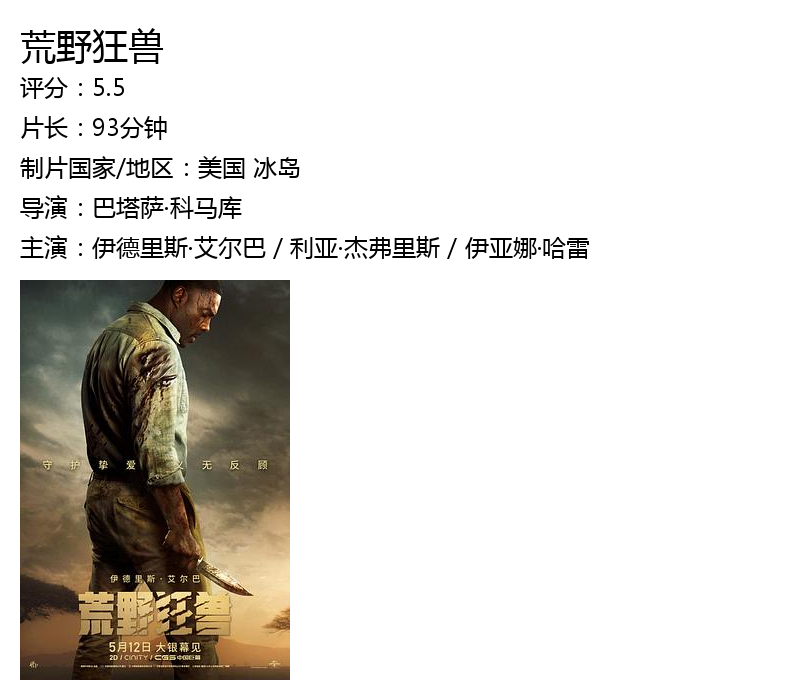 荒野狂兽
评分：5.5
片长：93分钟
制片国家/地区：美国 冰岛
导演：巴塔萨·科马库
主演：伊德里斯·艾尔巴 / 利亚·杰弗里斯 / 伊亚娜·哈雷
守护挚爱 义无反顾
伊德里斯·艾尔巴
荒野狂兽
5月12日 大银幕见
2D / CINITY / CGS 中国巨幕